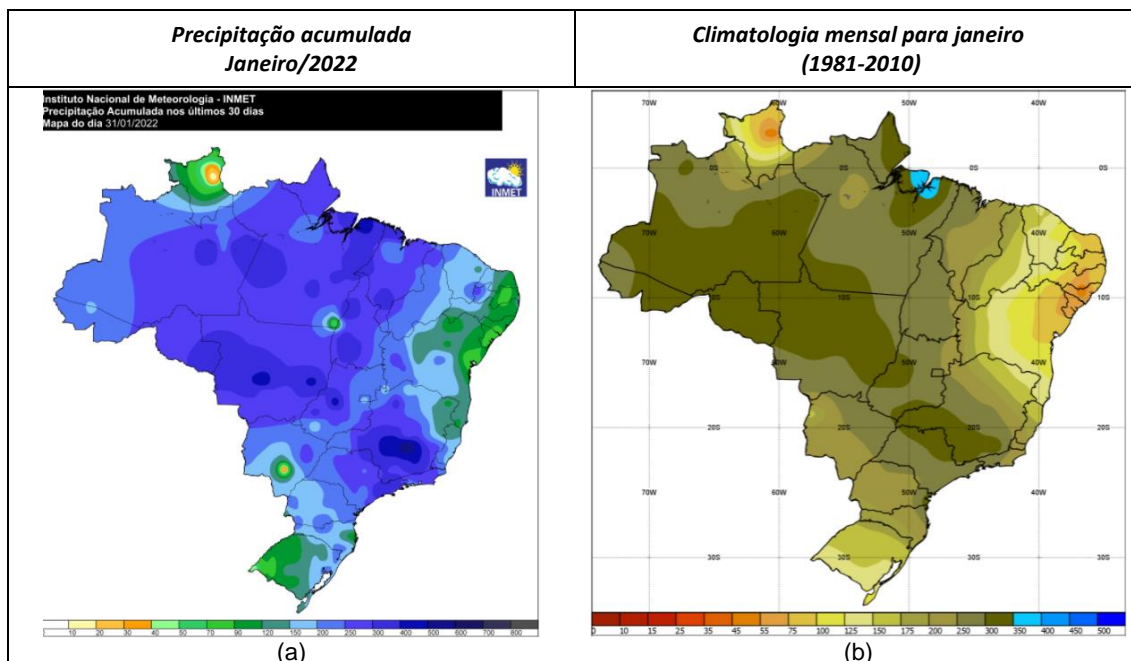 Precipitação acumulada
Janeiro/2022
Climatologia mensal para janeiro
(1981-2010)
Instituto Nacional de Meteorologia - INMET
Precipitação Acumulada nos últimos 30 dias
Mapa do dia 31/01/2022
INMET
10 20 30 40 50 70 90 120 150 200 250 300 400 500 600 700 800
(a)
70W 60W 50W 40W
0S 0S
70W 60W 50W 40W
10S 10S
70W 60W 50W 40W
20S 20S
70W 60W 50W 40W
30S 30S
0 10 15 25 35 45 55 75 100 125 150 175 200 250 300 350 400 450 500
(b)